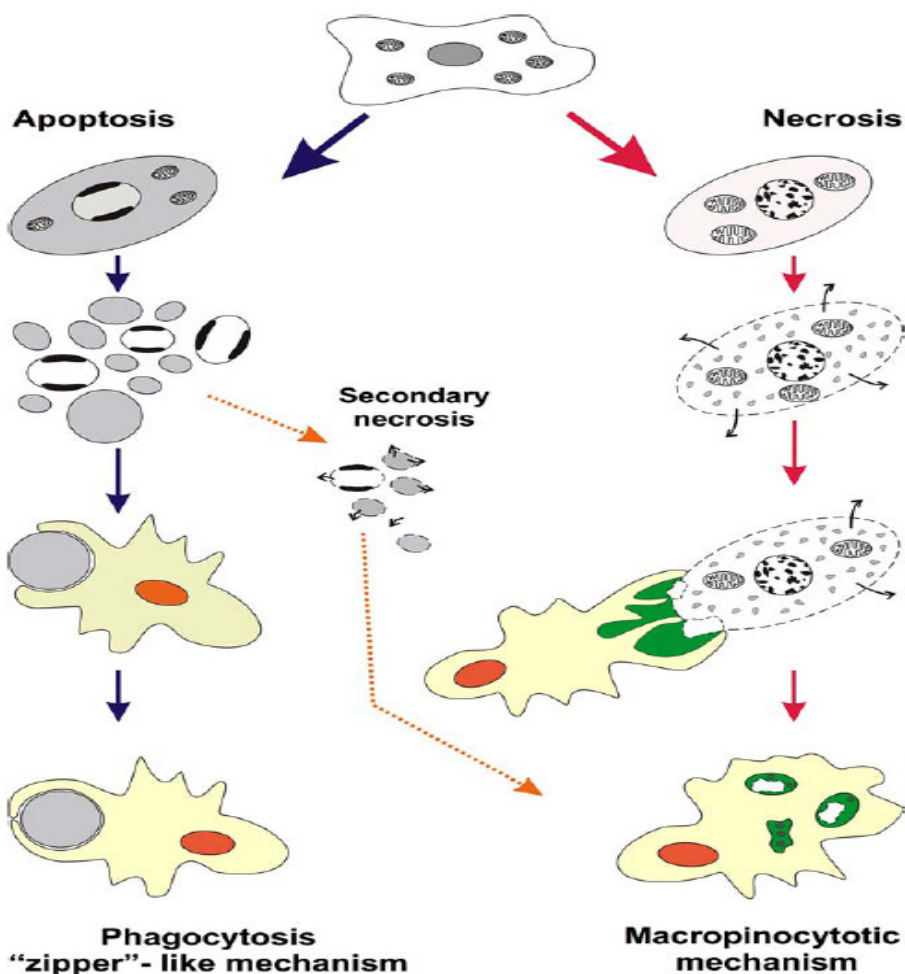 Apoptosis
Necrosis
Secondary
necrosis
Phagocytosis
“zipper”- like mechanism
Macropinocytotic
mechanism